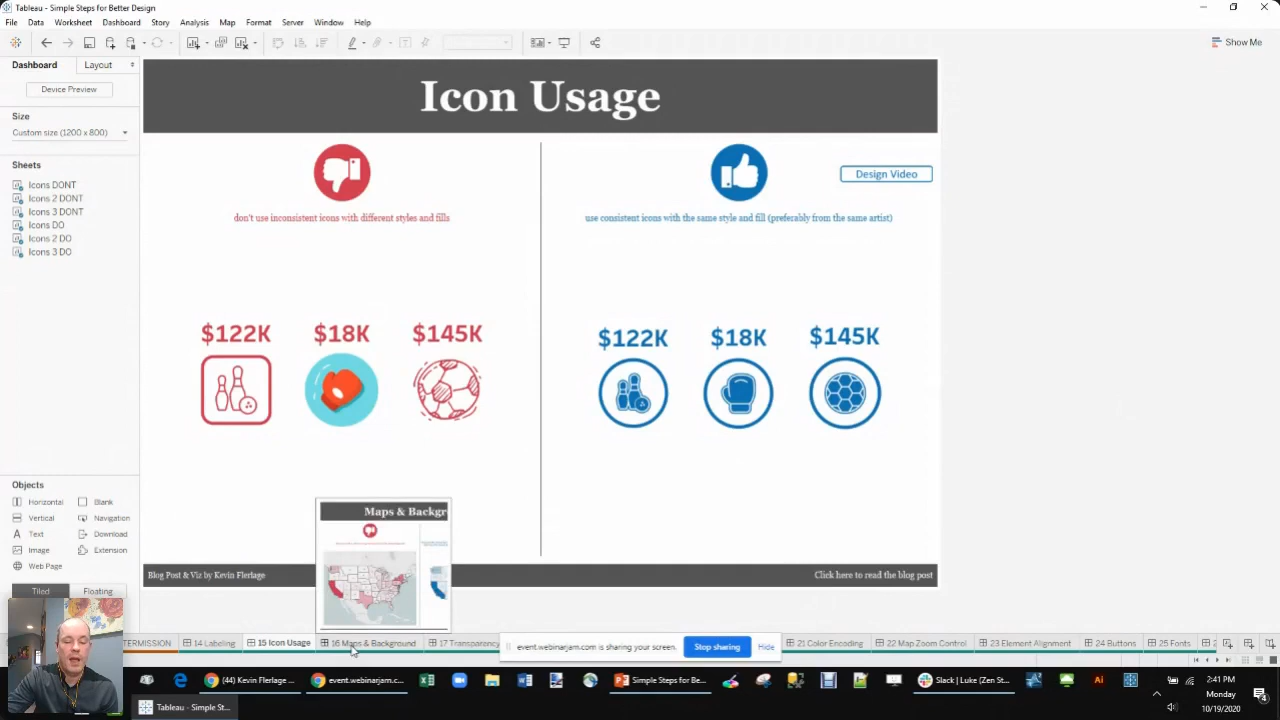 Tableau - Simple Steps for Better Design
File Data Worksheet Dashboard Story Analysis Map Format Server Window Help
Show Me
Dashboard Layout
Device Preview
Size
Custom size (1200 x 800)
Sheets
Icons DONT
Icons 2 DONT
Icons 3 DONT
Icons DO
Icons 2 DO
Icons 3 DO
Objects
Horizontal Blank
Vertical Navigation
Text Download
Image Extension
Web Page
Tiled Floating
Icon Usage
don't use inconsistent icons with different styles and fills
$122K $18K $145K
Design Video
use consistent icons with the same style and fill (preferably from the same artist)
$122K $18K $145K
Maps & Backgr
Blog Post & Viz by Kevin Flerlage
Click here to read the blog post
TERMISSION 14 Labeling 15 Icon Usage 16 Maps & Background 17 Transparency 21 Color Encoding 22 Map Zoom Control 23 Element Alignment 24 Buttons 25 Fonts
event.webinarjam.com is sharing your screen. Stop sharing Hide
(44) Kevin Flerlage ... event.webinarjam.c... Simple Steps for Be... Slack | Luke (Zen St... 2:41 PM
Monday
10/19/2020
Tableau - Simple St...